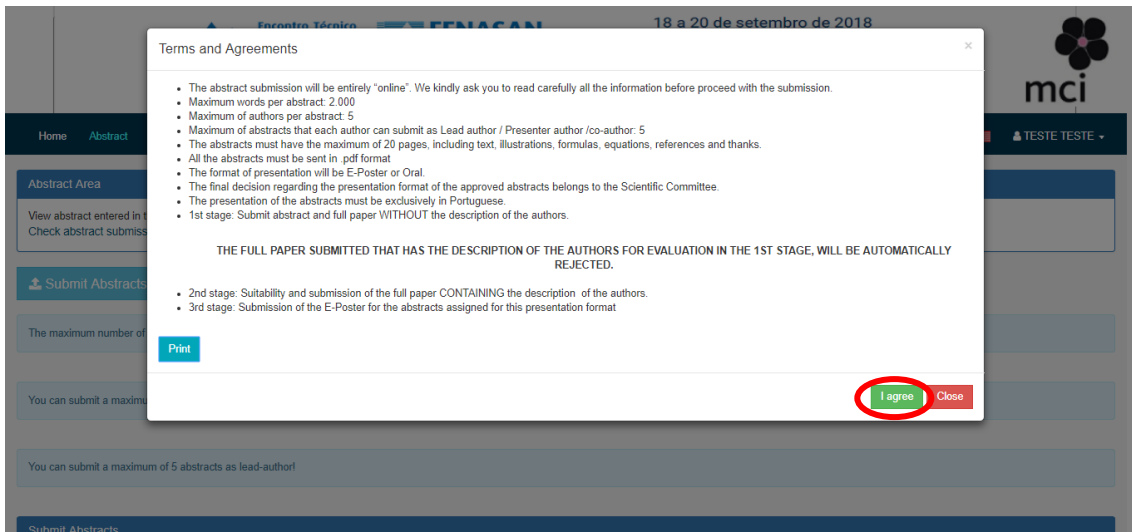 Encontro Técnico FENASAN
18 a 20 de setembro de 2018
mci
Home Abstract
TESTE TESTE
Terms and Agreements
×
The abstract submission will be entirely “online”. We kindly ask you to read carefully all the information before proceed with the submission.
Maximum words per abstract: 2.000
Maximum of authors per abstract: 5
Maximum of abstracts that each author can submit as Lead author / Presenter author /co-author: 5
The abstracts must have the maximum of 20 pages, including text, illustrations, formulas, equations, references and thanks.
All the abstracts must be sent in .pdf format
The format of presentation will be E-Poster or Oral.
The final decision regarding the presentation format of the approved abstracts belongs to the Scientific Committee.
The presentation of the abstracts must be exclusively in Portuguese.
1st stage: Submit abstract and full paper WITHOUT the description of the authors.
THE FULL PAPER SUBMITTED THAT HAS THE DESCRIPTION OF THE AUTHORS FOR EVALUATION IN THE 1ST STAGE, WILL BE AUTOMATICALLY
REJECTED.
2nd stage: Suitability and submission of the full paper CONTAINING the description of the authors.
3rd stage: Submission of the E-Poster for the abstracts assigned for this presentation format
Print
I agree Close
Abstract Area
View abstract entered in t
Check abstract submiss
Submit Abstracts
The maximum number of
You can submit a maximu
You can submit a maximum of 5 abstracts as lead-author!
Submit Abstracts